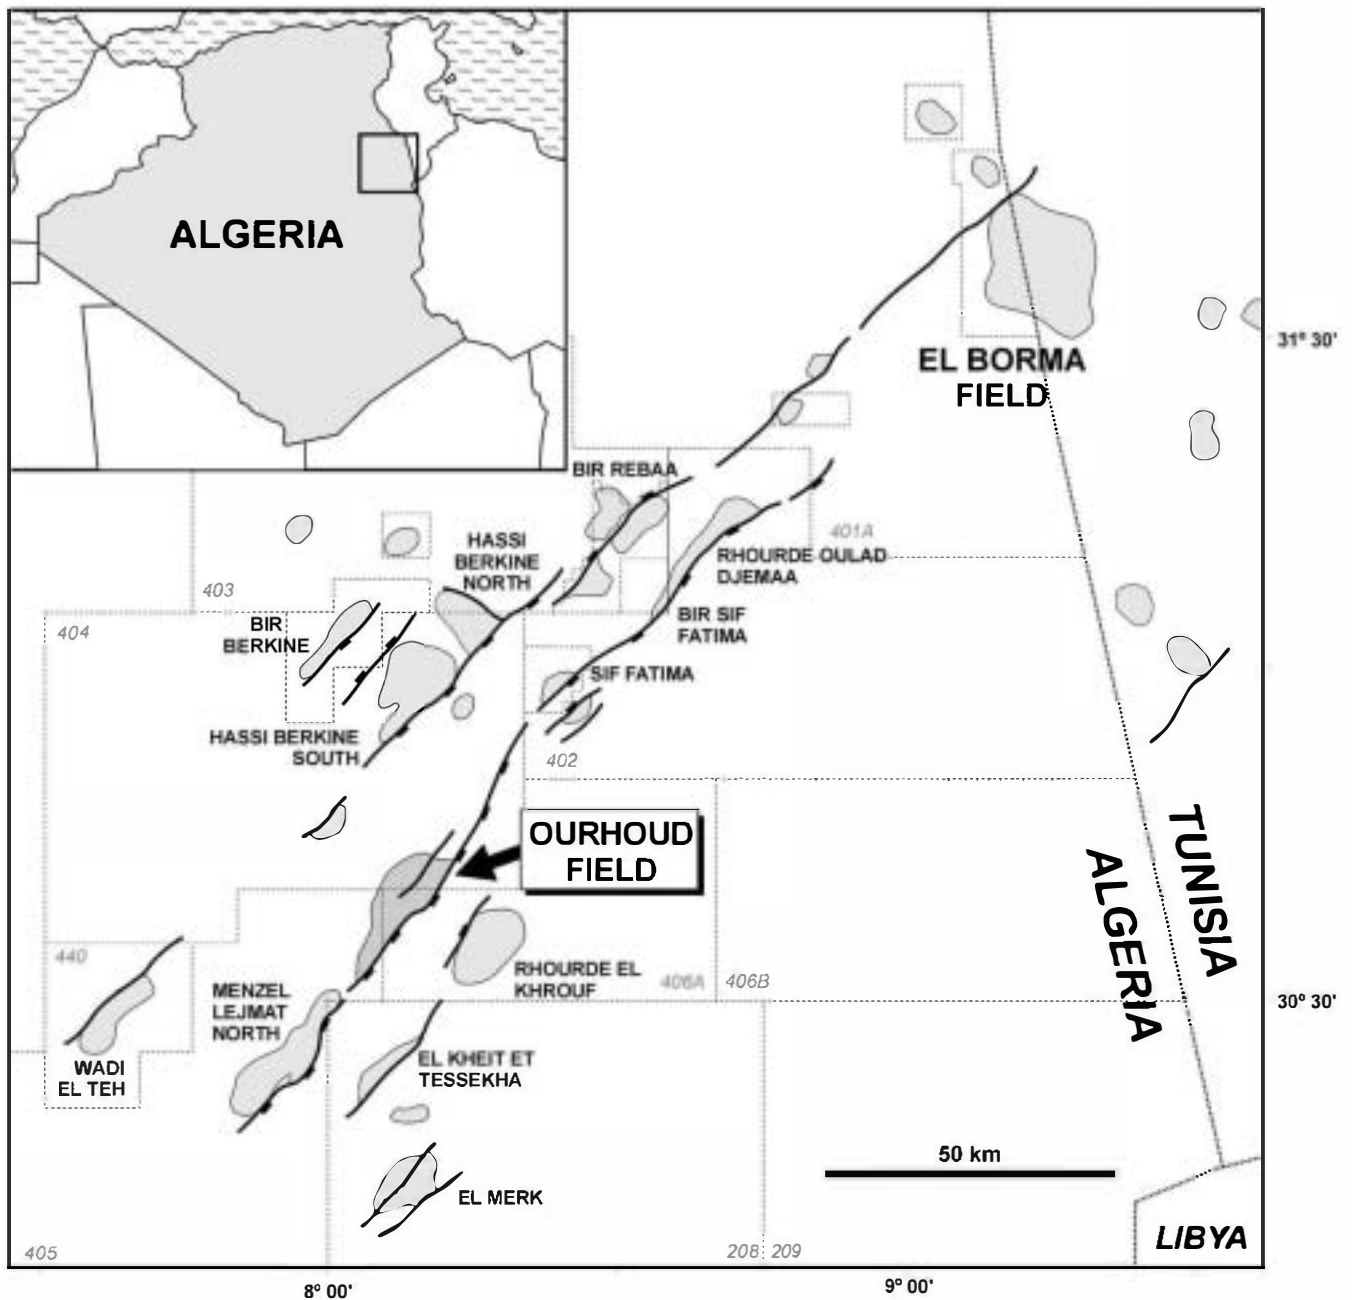 ALGERIA
31° 30'
EL BORMA
FIELD
BIR REBAA
401A
HASSI
BERKINE
NORTH
RHOURDE OULAD
DJEMAA
403
404
BIR
BERKINE
BIR SIF
FATIMA
SIF FATIMA
HASSI BERKINE
SOUTH
402
OURHOUD
FIELD
TUNISIA
ALGERIA
440
RHOURDE EL
KHROUF
406A
406B
MENZEL
LEJMAT
NORTH
30° 30'
WADI
EL TEH
EL KHEIT ET
TESSEKHA
50 km
EL MERK
LIBYA
405
208
209
8° 00'
9° 00'